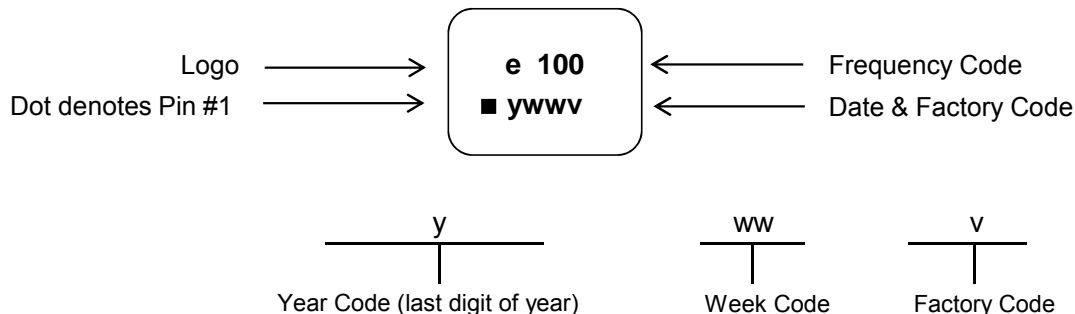 Logo
e 100
Frequency Code
Dot denotes Pin #1
■ ywwv
Date & Factory Code
y
ww
v
Year Code (last digit of year)
Week Code
Factory Code